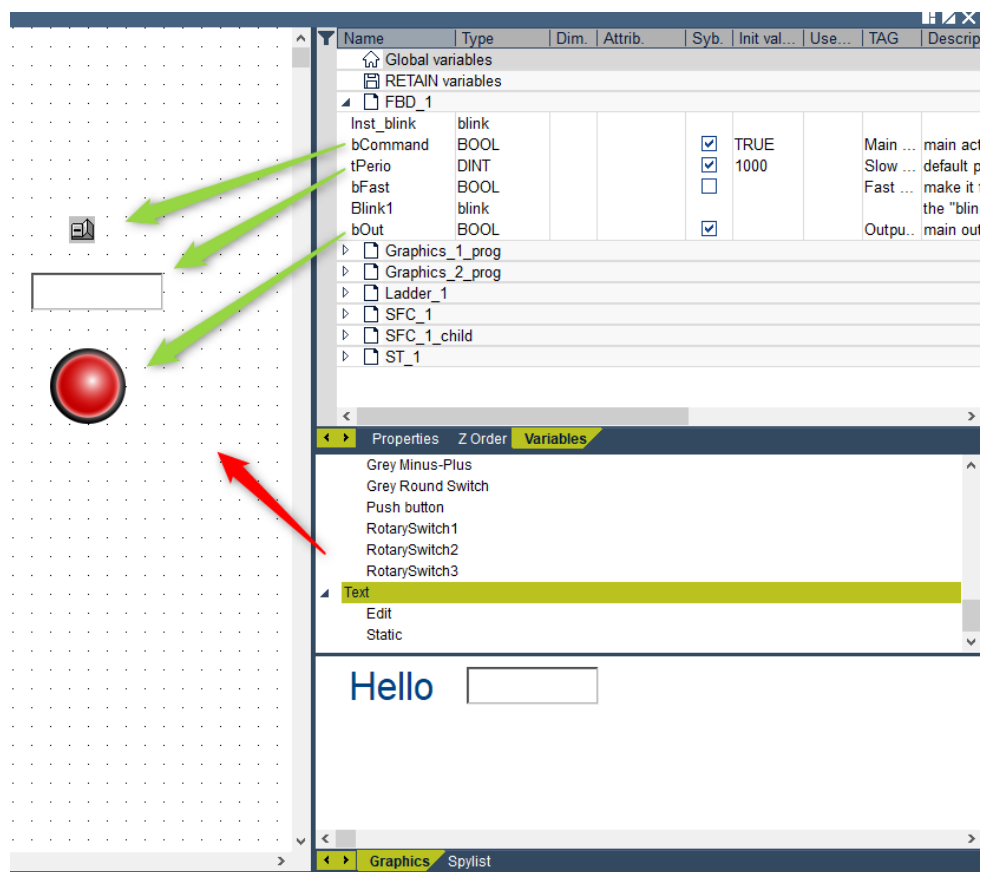 Name Type Dim. Attrib. Syb. Init val... Use... TAG Descrip
Global variables
RETAIN variables
FBD_1
Inst_blink blink
bCommand BOOL TRUE Main ... main act
tPerio DINT 1000 Slow ... default p
bFast BOOL Fast ... make it
Blink1 blink the "blin
bOut BOOL Outpu.. main out
Graphics_1_prog
Graphics_2_prog
Ladder_1
SFC_1
SFC_1_child
ST_1
Properties Z Order Variables
Grey Minus-Plus
Grey Round Switch
Push button
RotarySwitch1
RotarySwitch2
RotarySwitch3
Text
Edit
Static
Hello
Graphics Spylist